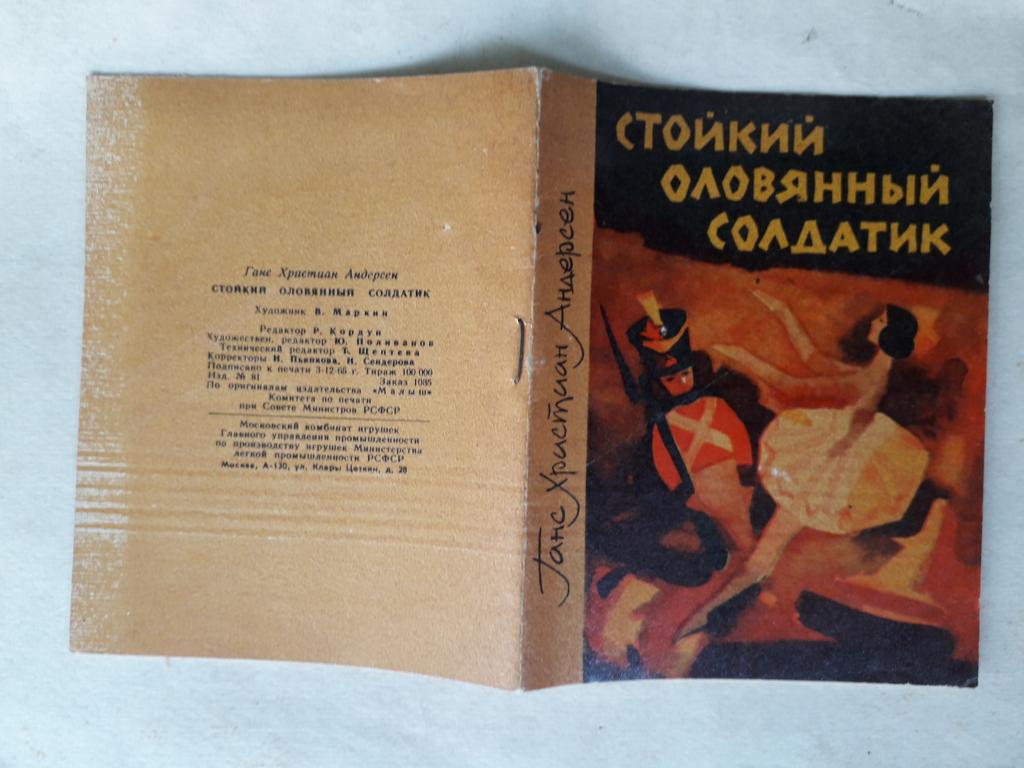 Ганс Христиан Андерсен
СТОЙКИЙ ОЛОВЯННЫЙ СОЛДАТИК
Художник В. Маркин
Редактор Р. Кордун
Художествен. редактор Ю. Поливанов
Технический редактор Т. Щептева
Корректоры Н. Пьянкова, Н. Сендерова
Подписано к печати 3-12-65 г. Тираж 100 000
Изд. № 81 Заказ 1085
По оригиналам издательства «Малыш»
Комитета по печати
при Совете Министров РСФСР
Московский комбинат игрушек
Главного управления промышленности
по производству игрушек Министерства
легкой промышленности РСФСР
Москва, А-130, ул. Клары Цеткин, д. 28
Ганс Христиан Андерсен
СТОЙКИЙ
ОЛОВЯННЫЙ
СОЛДАТИК